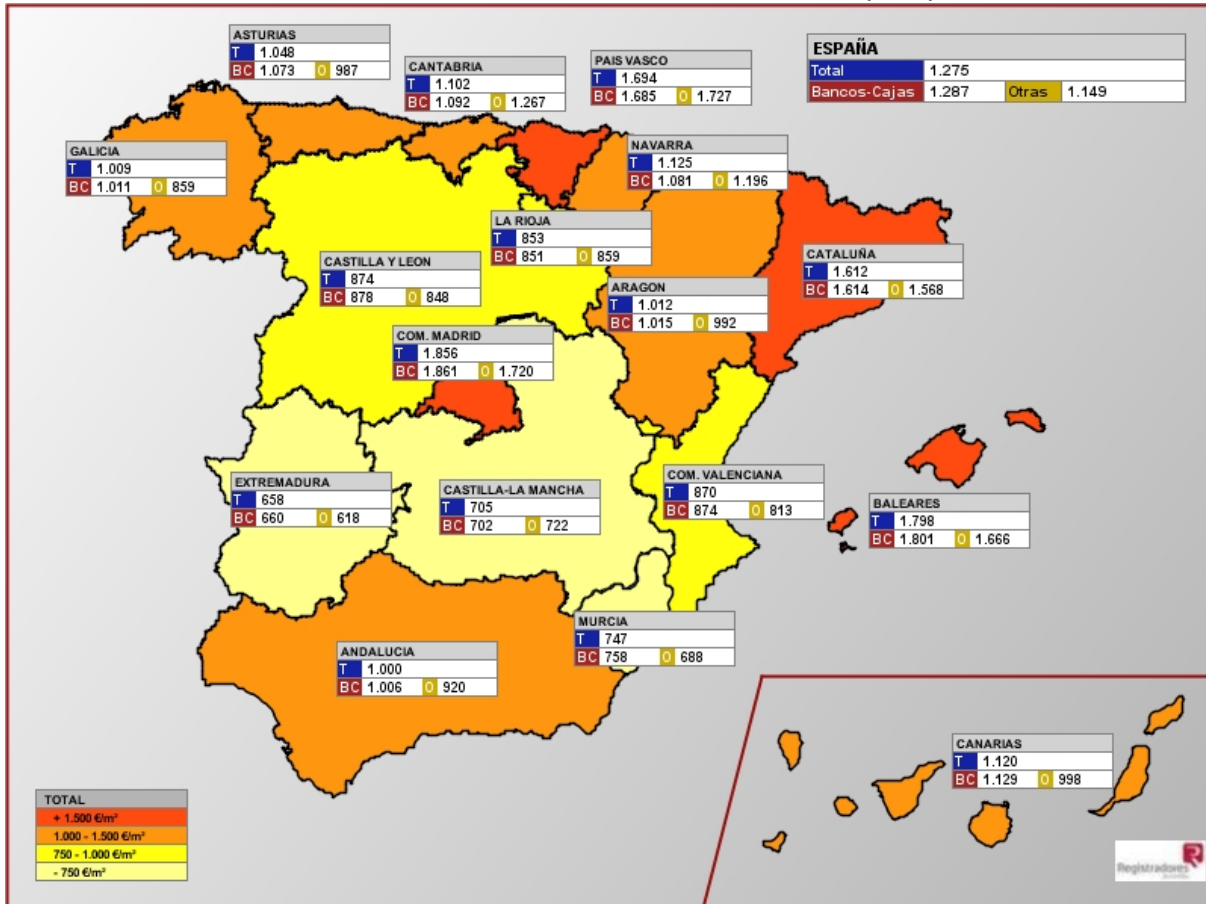 ASTURIAS
T 1.048
BC 1.073 O 987
CANTABRIA
T 1.102
BC 1.092 O 1.267
PAIS VASCO
T 1.694
BC 1.685 O 1.727
ESPAÑA
Total 1.275
Bancos-Cajas 1.287 Otras 1.149
GALICIA
T 1.009
BC 1.011 O 859
NAVARRA
T 1.125
BC 1.081 O 1.196
LA RIOJA
T 853
BC 851 O 859
CASTILLA Y LEON
T 874
BC 878 O 848
CATALUÑA
T 1.612
BC 1.614 O 1.568
ARAGON
T 1.012
BC 1.015 O 992
COM. MADRID
T 1.856
BC 1.861 O 1.720
EXTREMADURA
T 658
BC 660 O 618
CASTILLA-LA MANCHA
T 705
BC 702 O 722
COM. VALENCIANA
T 870
BC 874 O 813
BALEARES
T 1.798
BC 1.801 O 1.666
MURCIA
T 747
BC 758 O 688
ANDALUCIA
T 1.000
BC 1.006 O 920
CANARIAS
T 1.120
BC 1.129 O 998
TOTAL
+ 1.500 €/m²
1.000 - 1.500 €/m²
750 - 1.000 €/m²
- 750 €/m²
Registradores